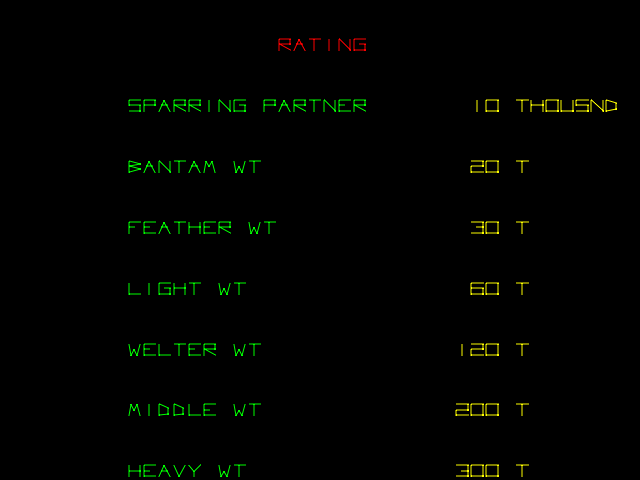 RATING
SPARRING PARTNER 10 THOUSND
BANTAM WT 20 T
FEATHER WT 30 T
LIGHT WT 60 T
WELTER WT 120 T
MIDDLE WT 200 T
HEAVY WT 300 T